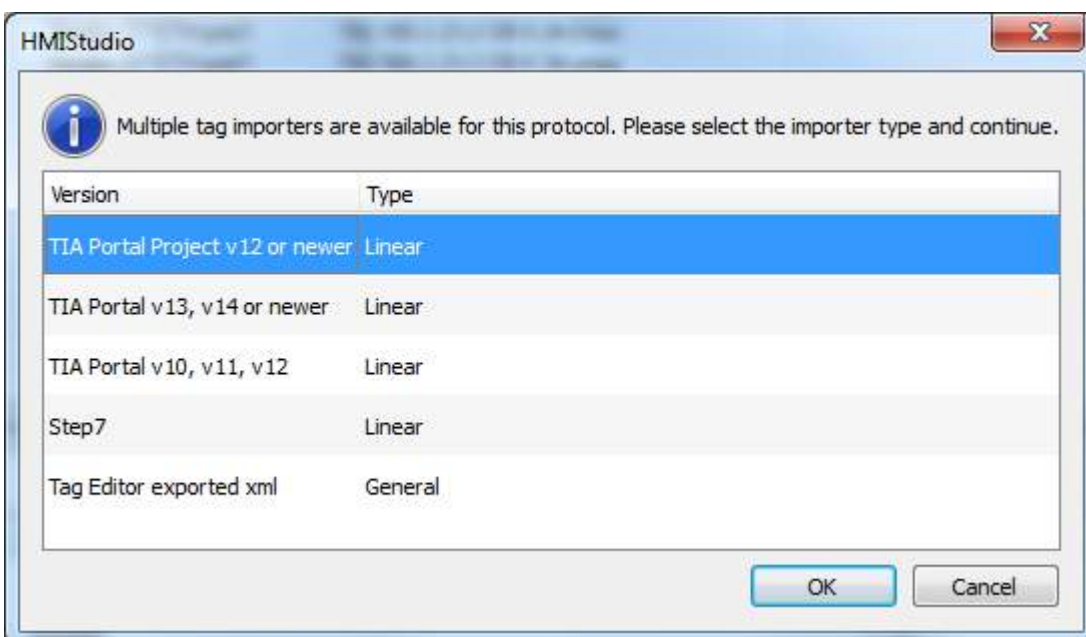 HMIStudio
Multiple tag importers are available for this protocol. Please select the importer type and continue.
Version Type
TIA Portal Project v12 or newer Linear
TIA Portal v13, v14 or newer Linear
TIA Portal v10, v11, v12 Linear
Step7 Linear
Tag Editor exported xml General
OK Cancel